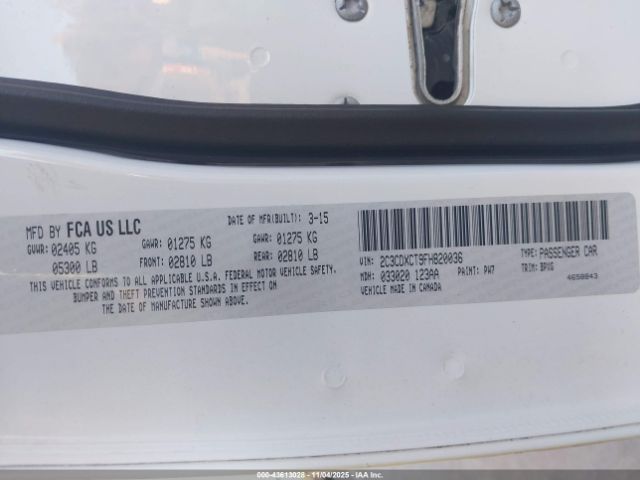 MFD BY FCA US LLC DATE OF MFR(BUILT): 3-15
GVWR: 02405 KG GAWR: 01275 KG GAWR: 01275 KG
05300 LB FRONT: 02810 LB REAR: 02810 LB
THIS VEHICLE CONFORMS TO ALL APPLICABLE U.S.A. FEDERAL MOTOR VEHICLE SAFETY,
BUMPER AND THEFT PREVENTION STANDARDS IN EFFECT ON
THE DATE OF MANUFACTURE SHOWN ABOVE.
VIN: 2C3CDXCT9FH820036 TYPE: PASSENGER CAR
MDH: 033020 123AA PAINT: PW7 TRIM: BPVG
VEHICLE MADE IN CANADA 4658843
000-43613028 - 11/04/2025 - IAAI.COM